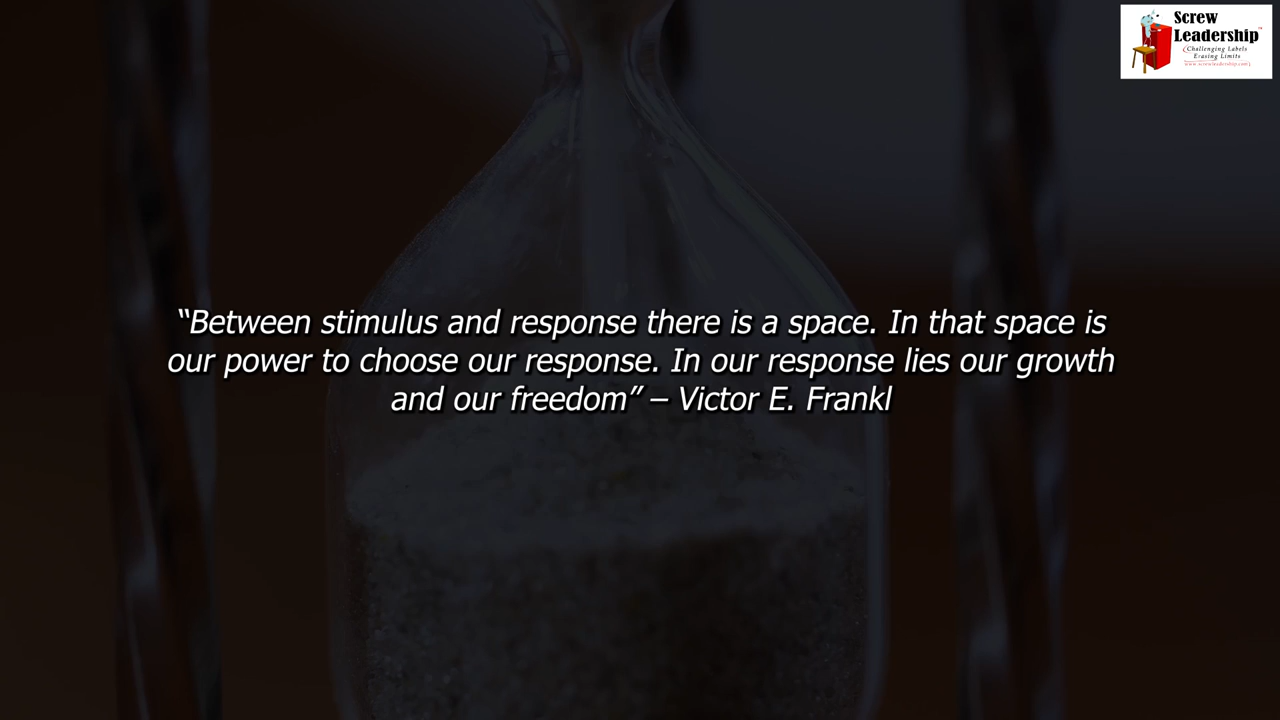 Screw
Leadership™
Challenging Labels
Erasing Limits
“Between stimulus and response there is a space. In that space is
our power to choose our response. In our response lies our growth
and our freedom” – Victor E. Frankl